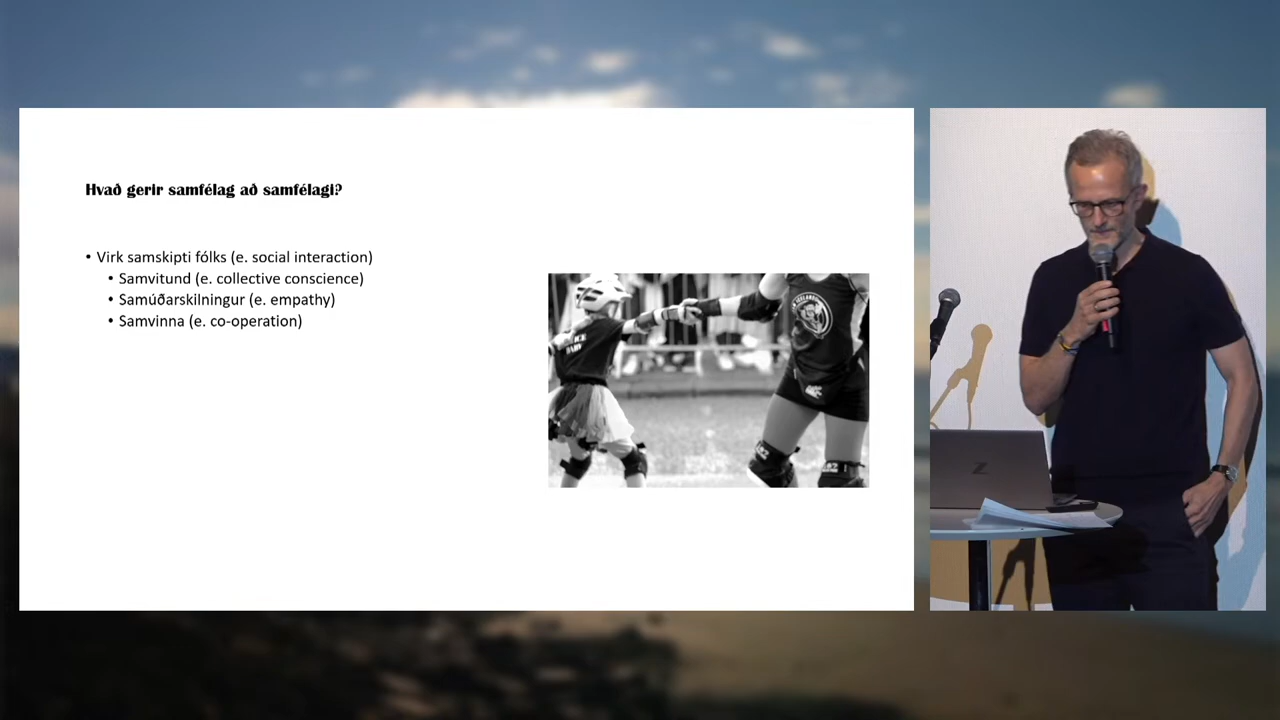 Hvað gerir samfélag að samfélagi?
• Virk samskipti fólks (e. social interaction)
• Samvitund (e. collective conscience)
• Samúðarskilningur (e. empathy)
• Samvinna (e. co-operation)